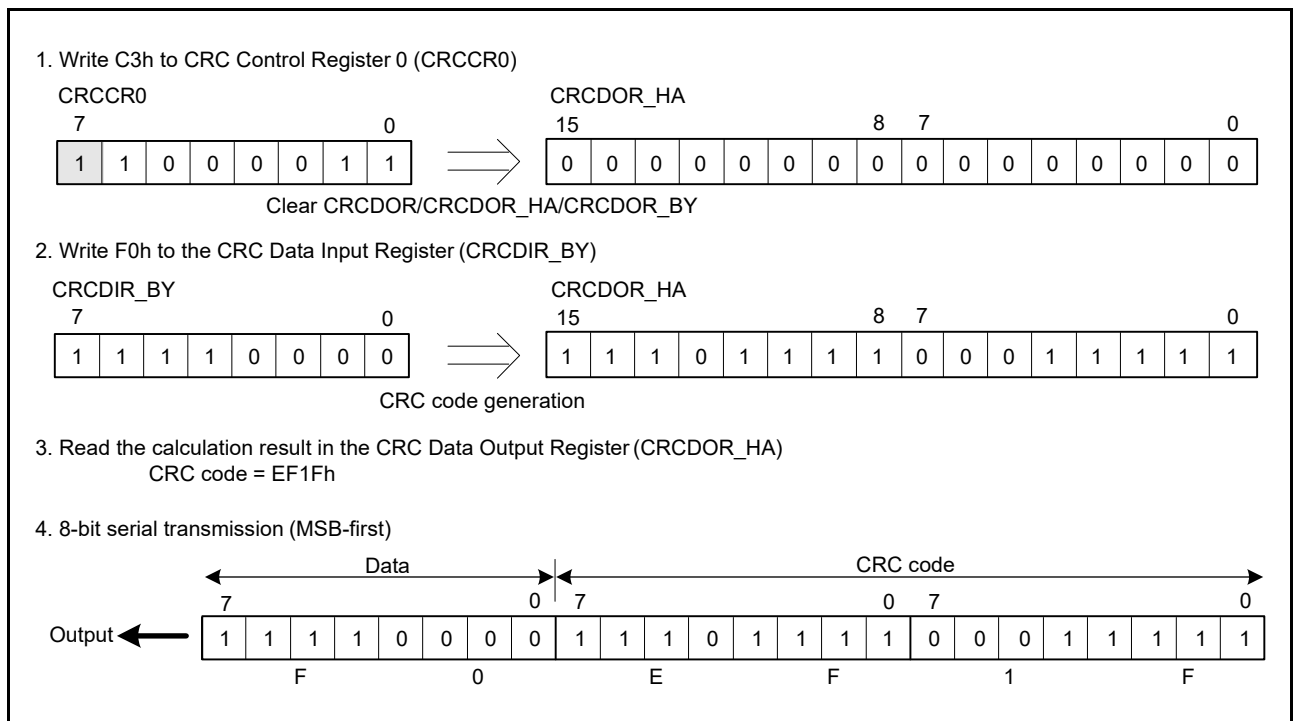 1. Write C3h to CRC Control Register 0 (CRCCR0)
CRCCR0 CRCDOR_HA
7 0 15 8 7 0
1 1 0 0 0 0 1 1 0 0 0 0 0 0 0 0 0 0 0 0 0 0 0 0
Clear CRCDOR/CRCDOR_HA/CRCDOR_BY
2. Write F0h to the CRC Data Input Register (CRCDIR_BY)
CRCDIR_BY CRCDOR_HA
7 0 15 8 7 0
1 1 1 1 0 0 0 0 1 1 1 0 1 1 1 1 0 0 0 1 1 1 1 1
CRC code generation
3. Read the calculation result in the CRC Data Output Register (CRCDOR_HA)
CRC code = EF1Fh
4. 8-bit serial transmission (MSB-first)
Data CRC code
7 0 7 0 7 0
Output 1 1 1 1 0 0 0 0 1 1 1 0 1 1 1 1 0 0 0 1 1 1 1 1
F 0 E F 1 F